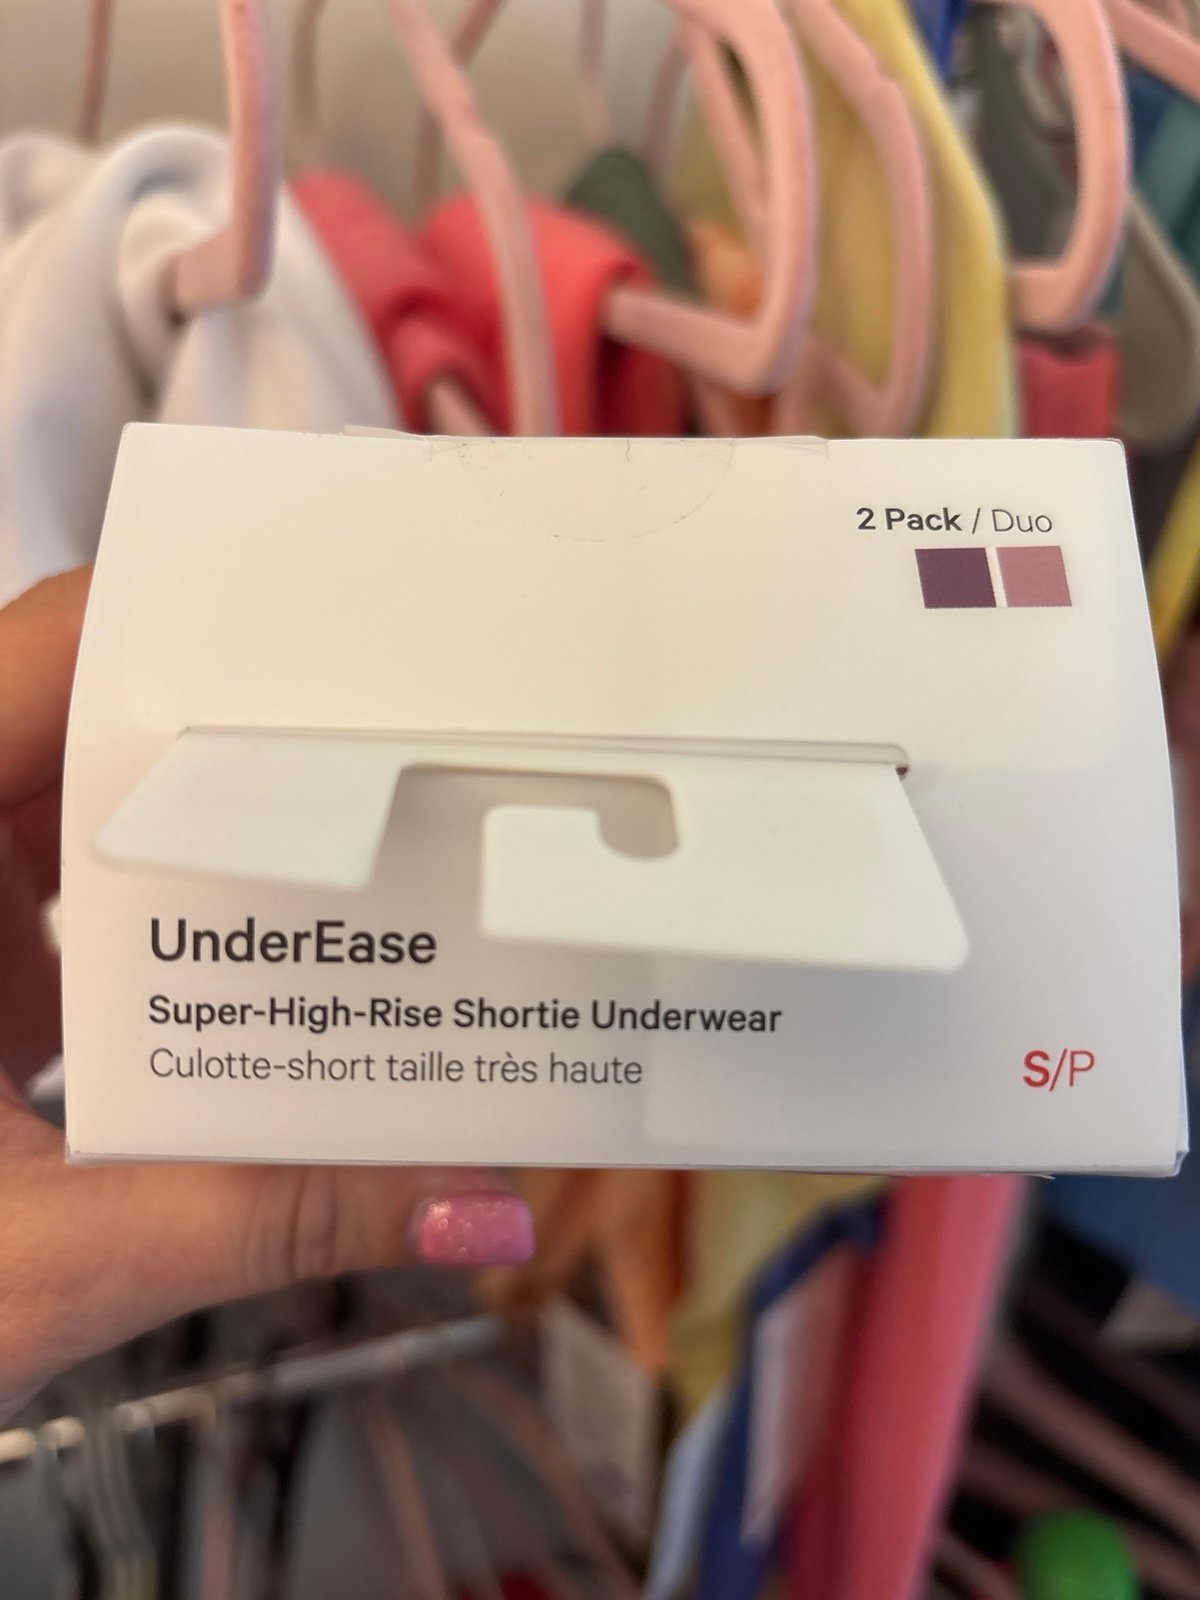 2 Pack / Duo
UnderEase
Super-High-Rise Shortie Underwear
Culotte-short taille très haute
S/P